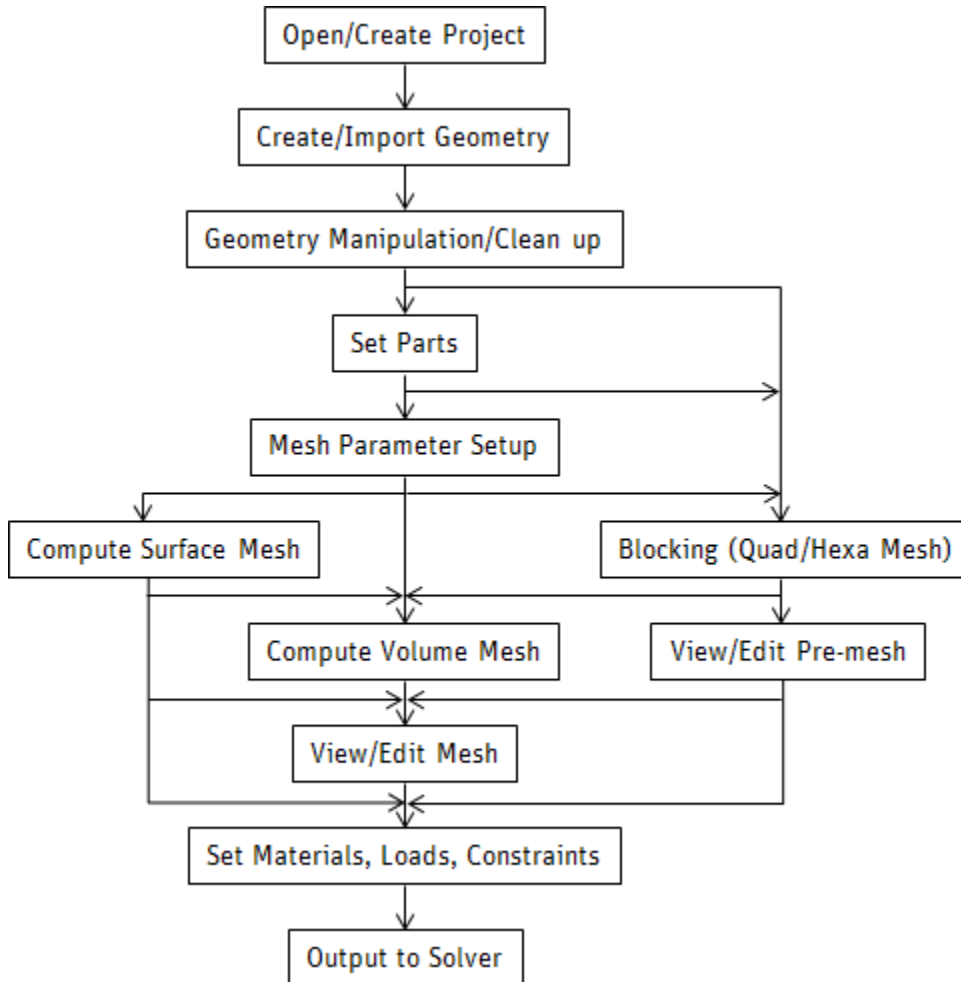 Open/Create Project
Create/Import Geometry
Geometry Manipulation/Clean up
Set Parts
Mesh Parameter Setup
Compute Surface Mesh
Blocking (Quad/Hexa Mesh)
Compute Volume Mesh
View/Edit Pre-mesh
View/Edit Mesh
Set Materials, Loads, Constraints
Output to Solver